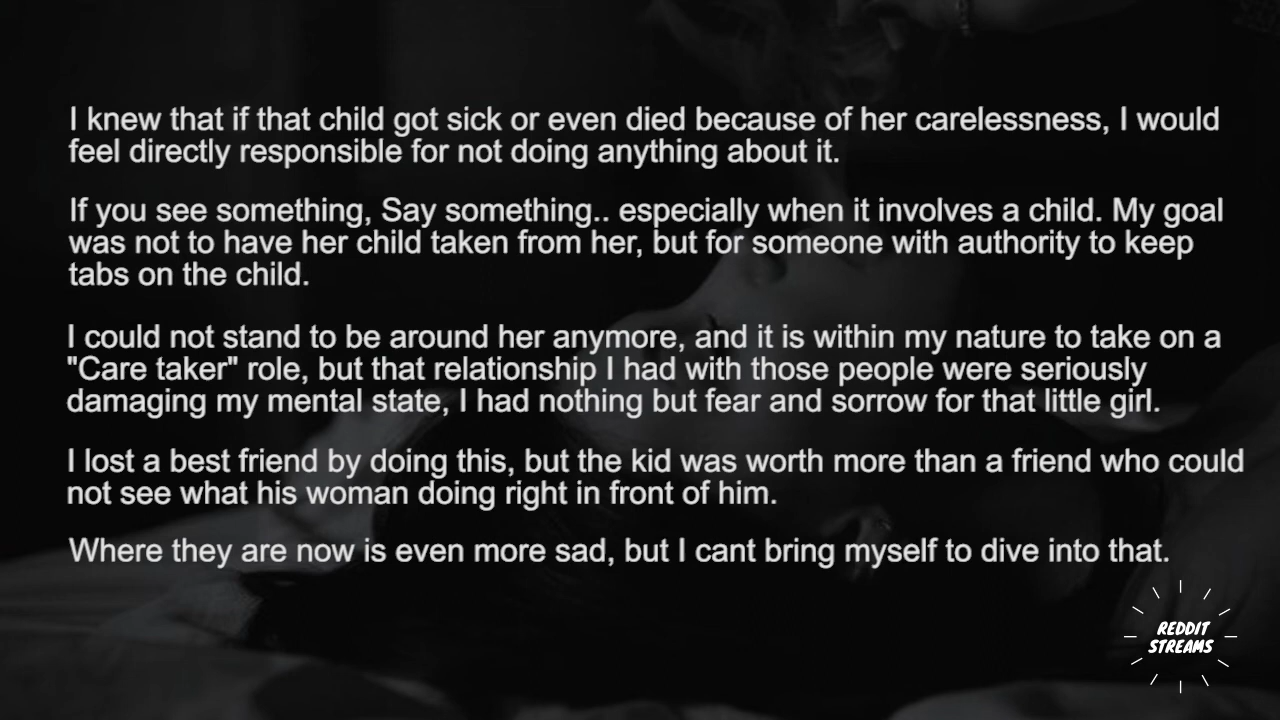 I knew that if that child got sick or even died because of her carelessness, I would
feel directly responsible for not doing anything about it.
If you see something, Say something.. especially when it involves a child. My goal
was not to have her child taken from her, but for someone with authority to keep
tabs on the child.
I could not stand to be around her anymore, and it is within my nature to take on a
"Care taker" role, but that relationship I had with those people were seriously
damaging my mental state, I had nothing but fear and sorrow for that little girl.
I lost a best friend by doing this, but the kid was worth more than a friend who could
not see what his woman doing right in front of him.
Where they are now is even more sad, but I cant bring myself to dive into that.
REDDIT
STREAMS